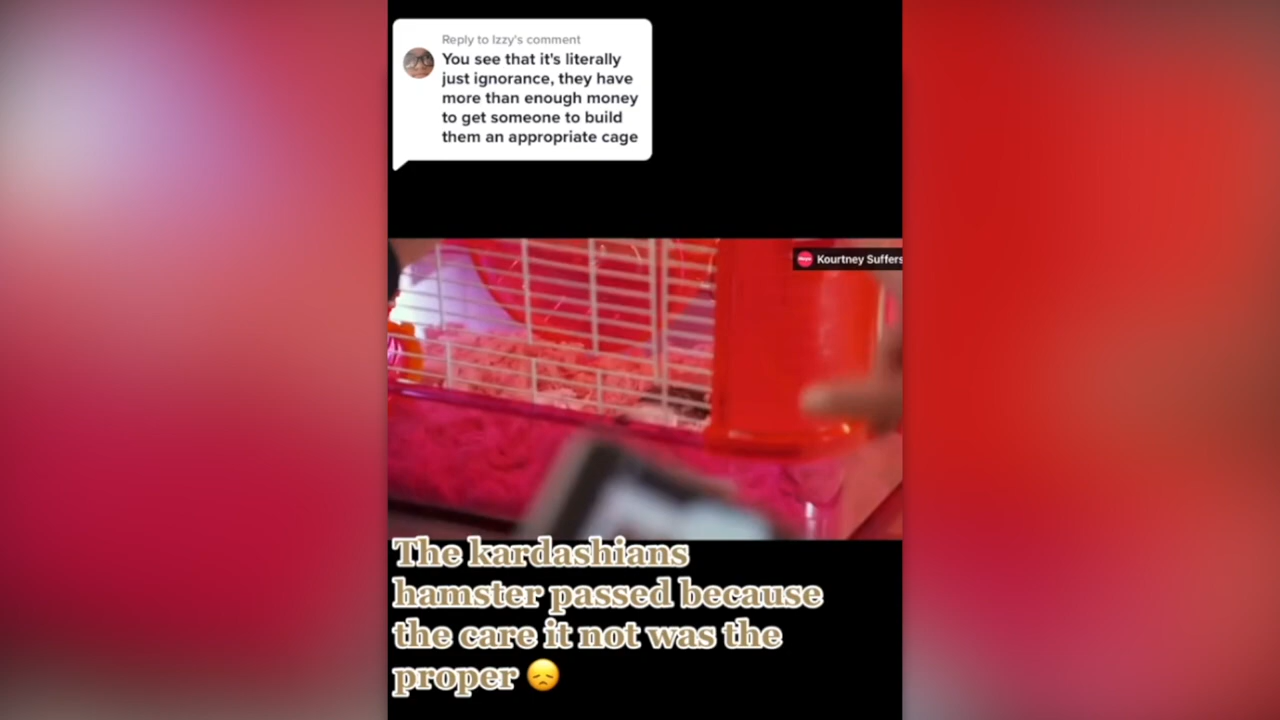 Reply to Izzy's comment
You see that it's literally
just ignorance, they have
more than enough money
to get someone to build
them an appropriate cage
Kourtney Suffers
The kardashians
hamster passed because
the care it not was the
proper 😞